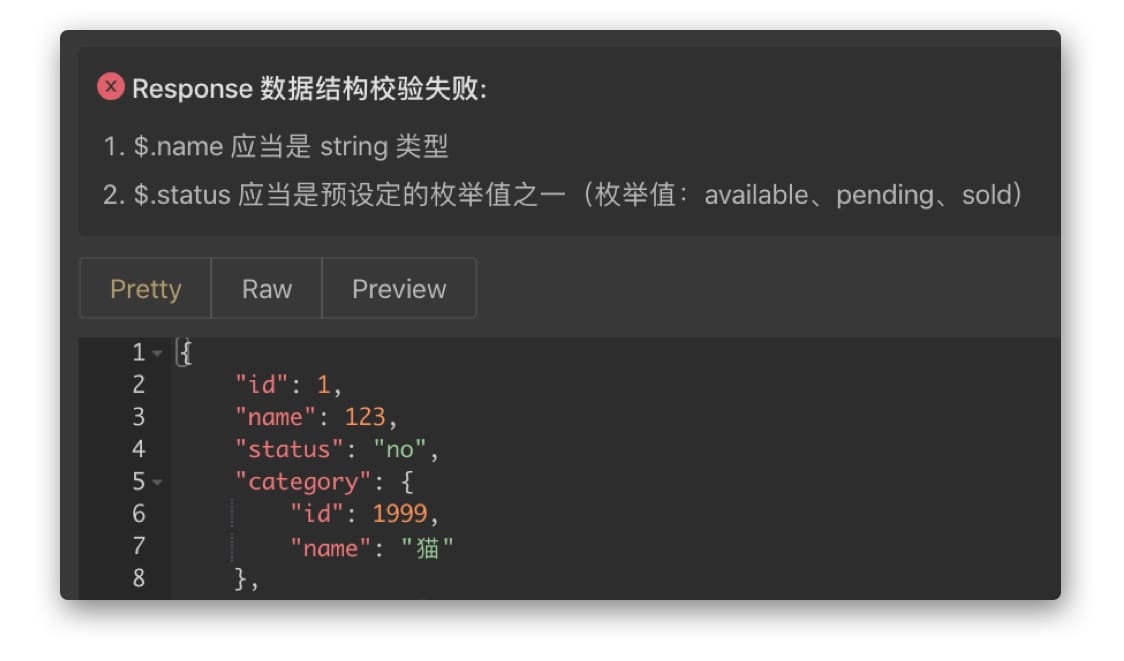 Response 数据结构校验失败:
1. $.name 应当是 string 类型
2. $.status 应当是预设定的枚举值之一（枚举值：available、pending、sold）
Pretty Raw Preview
1 {
2 "id": 1,
3 "name": 123,
4 "status": "no",
5 "category": {
6 "id": 1999,
7 "name": "猫"
8 },